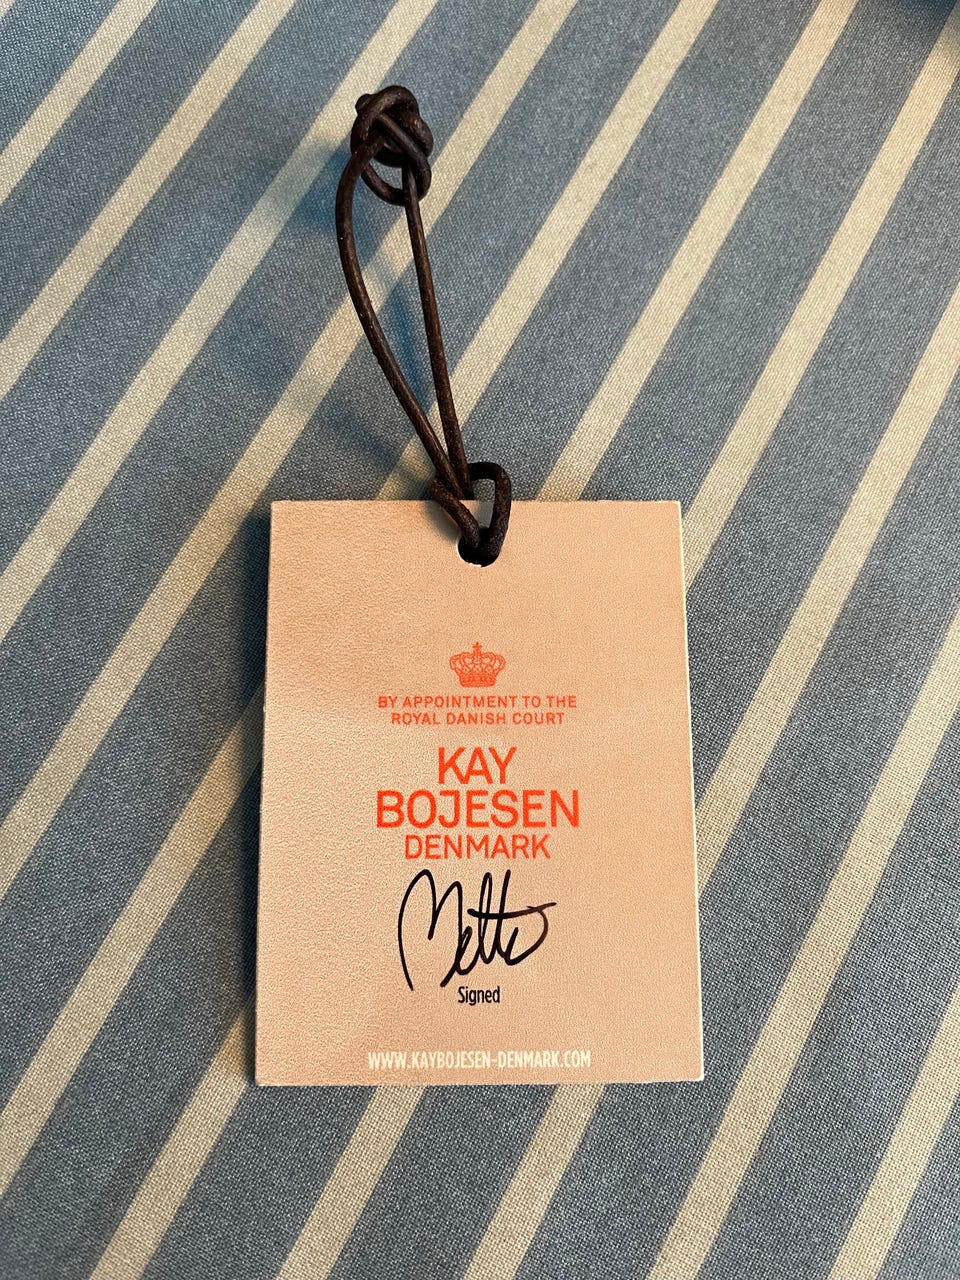 BY APPOINTMENT TO THE
ROYAL DANISH COURT
KAY
BOJESEN
DENMARK
Mette
Signed
WWW.KAYBOJESEN-DENMARK.COM